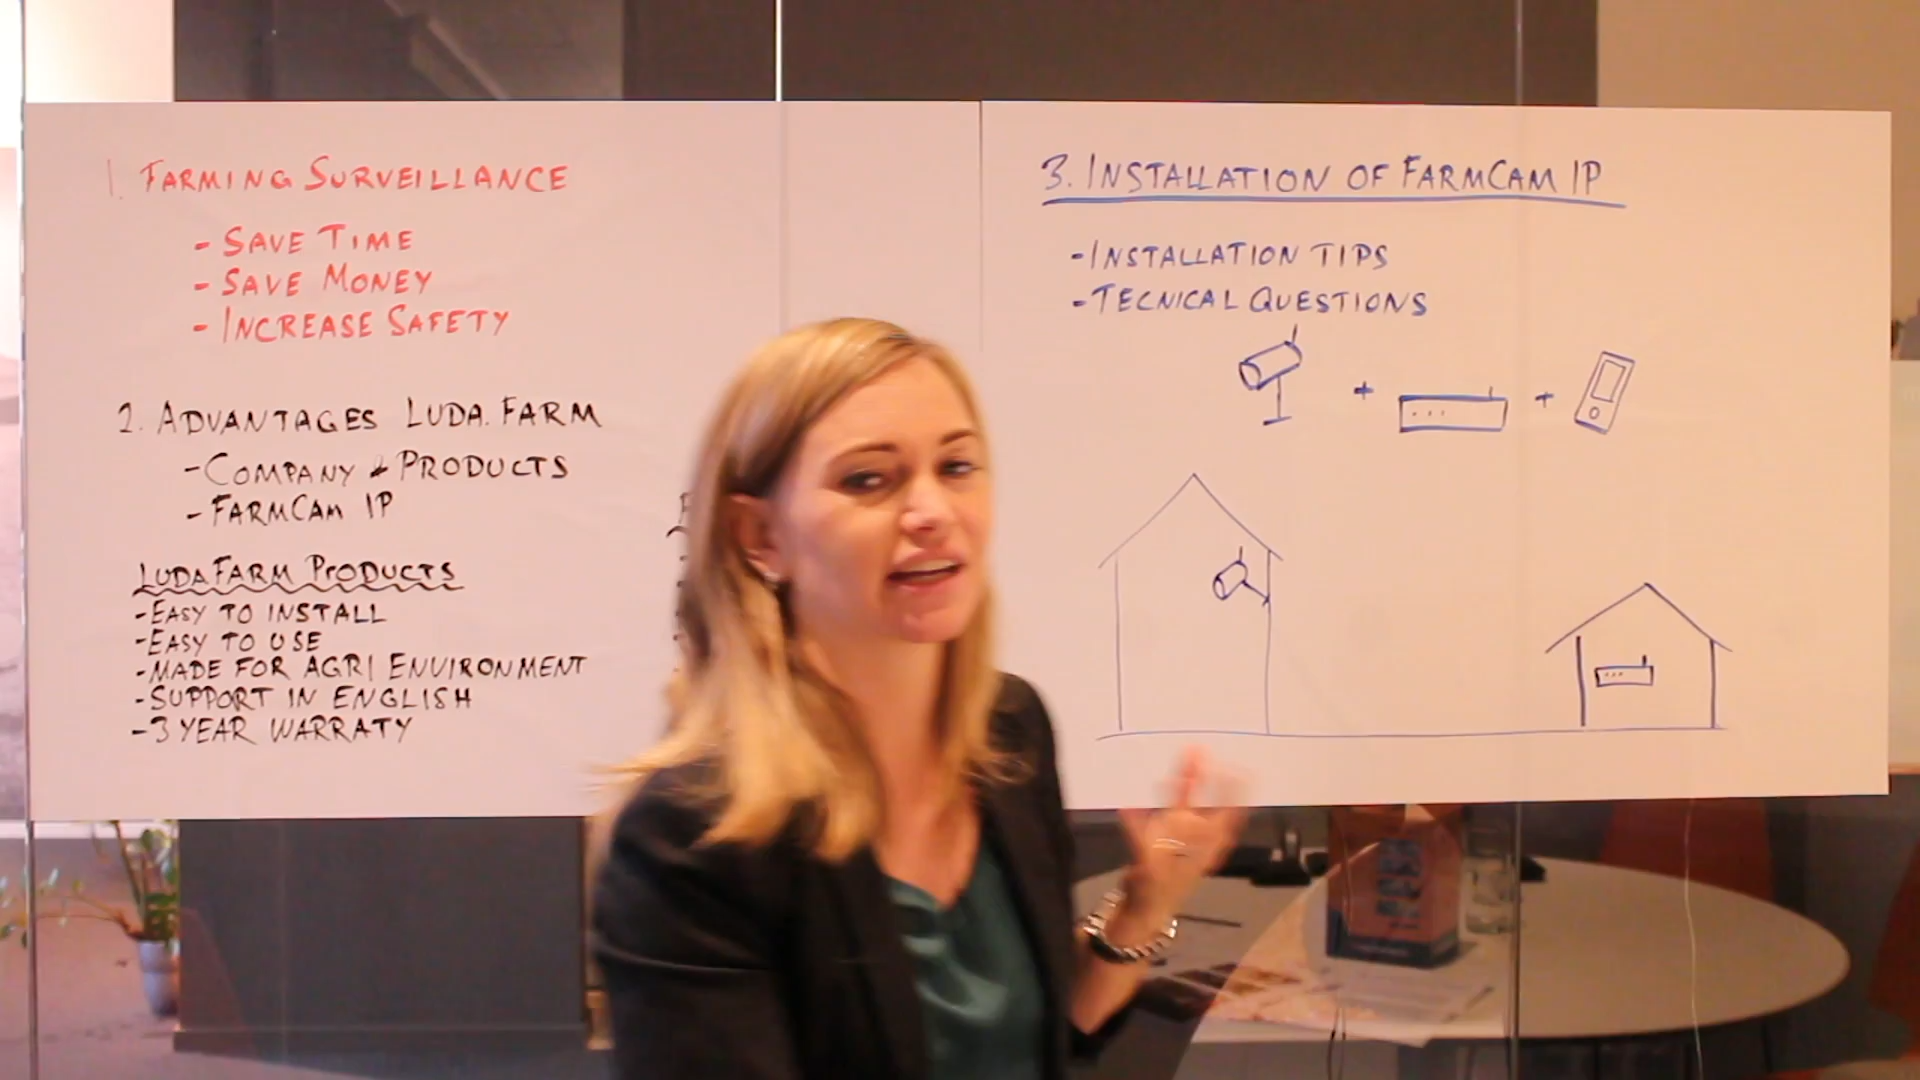 1. FARMING SURVEILLANCE
- SAVE TIME
- SAVE MONEY
- INCREASE SAFETY
2. ADVANTAGES LUDA.FARM
- COMPANY & PRODUCTS
- FARMCAM IP
LUDAFARM PRODUCTS
- EASY TO INSTALL
- EASY TO USE
- MADE FOR AGRI ENVIRONMENT
- SUPPORT IN ENGLISH
- 3 YEAR WARRATY
3. INSTALLATION OF FARMCAM IP
- INSTALLATION TIPS
- TECNICAL QUESTIONS
+ +